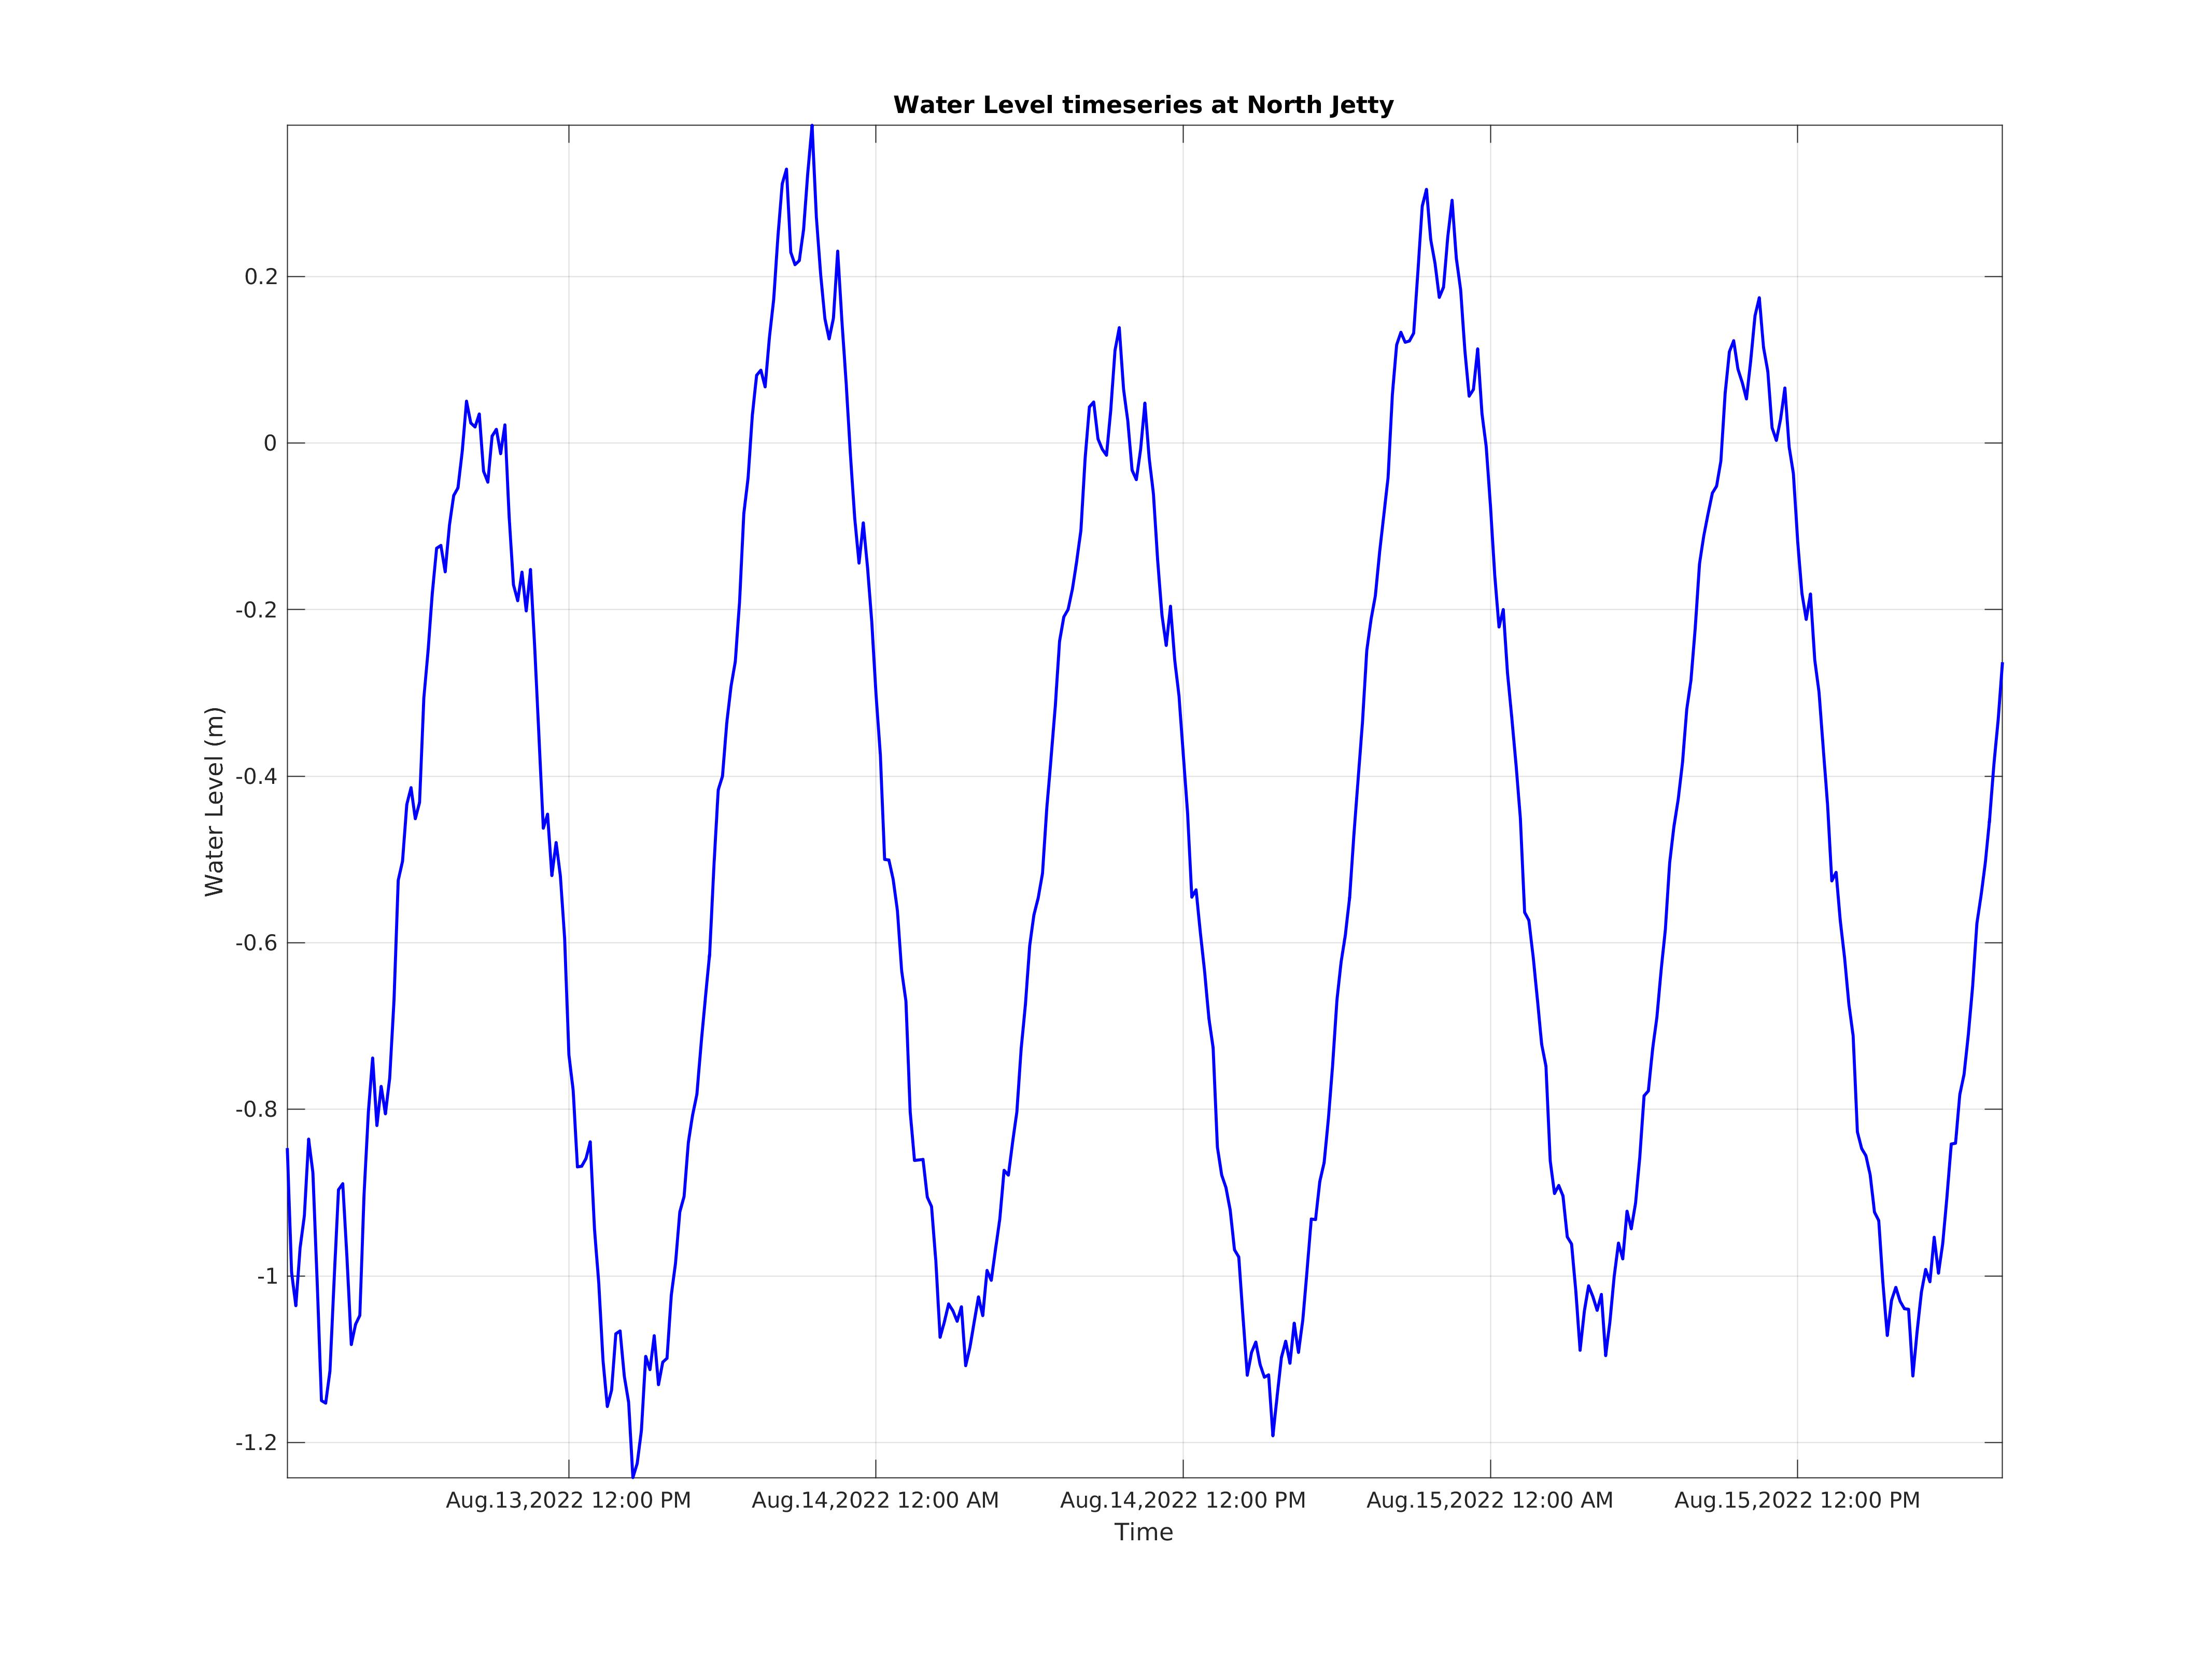 Water Level timeseries at North Jetty
Water Level (m)
0.2
0
-0.2
-0.4
-0.6
-0.8
-1
-1.2
Aug.13,2022 12:00 PM
Aug.14,2022 12:00 AM
Aug.14,2022 12:00 PM
Aug.15,2022 12:00 AM
Aug.15,2022 12:00 PM
Time